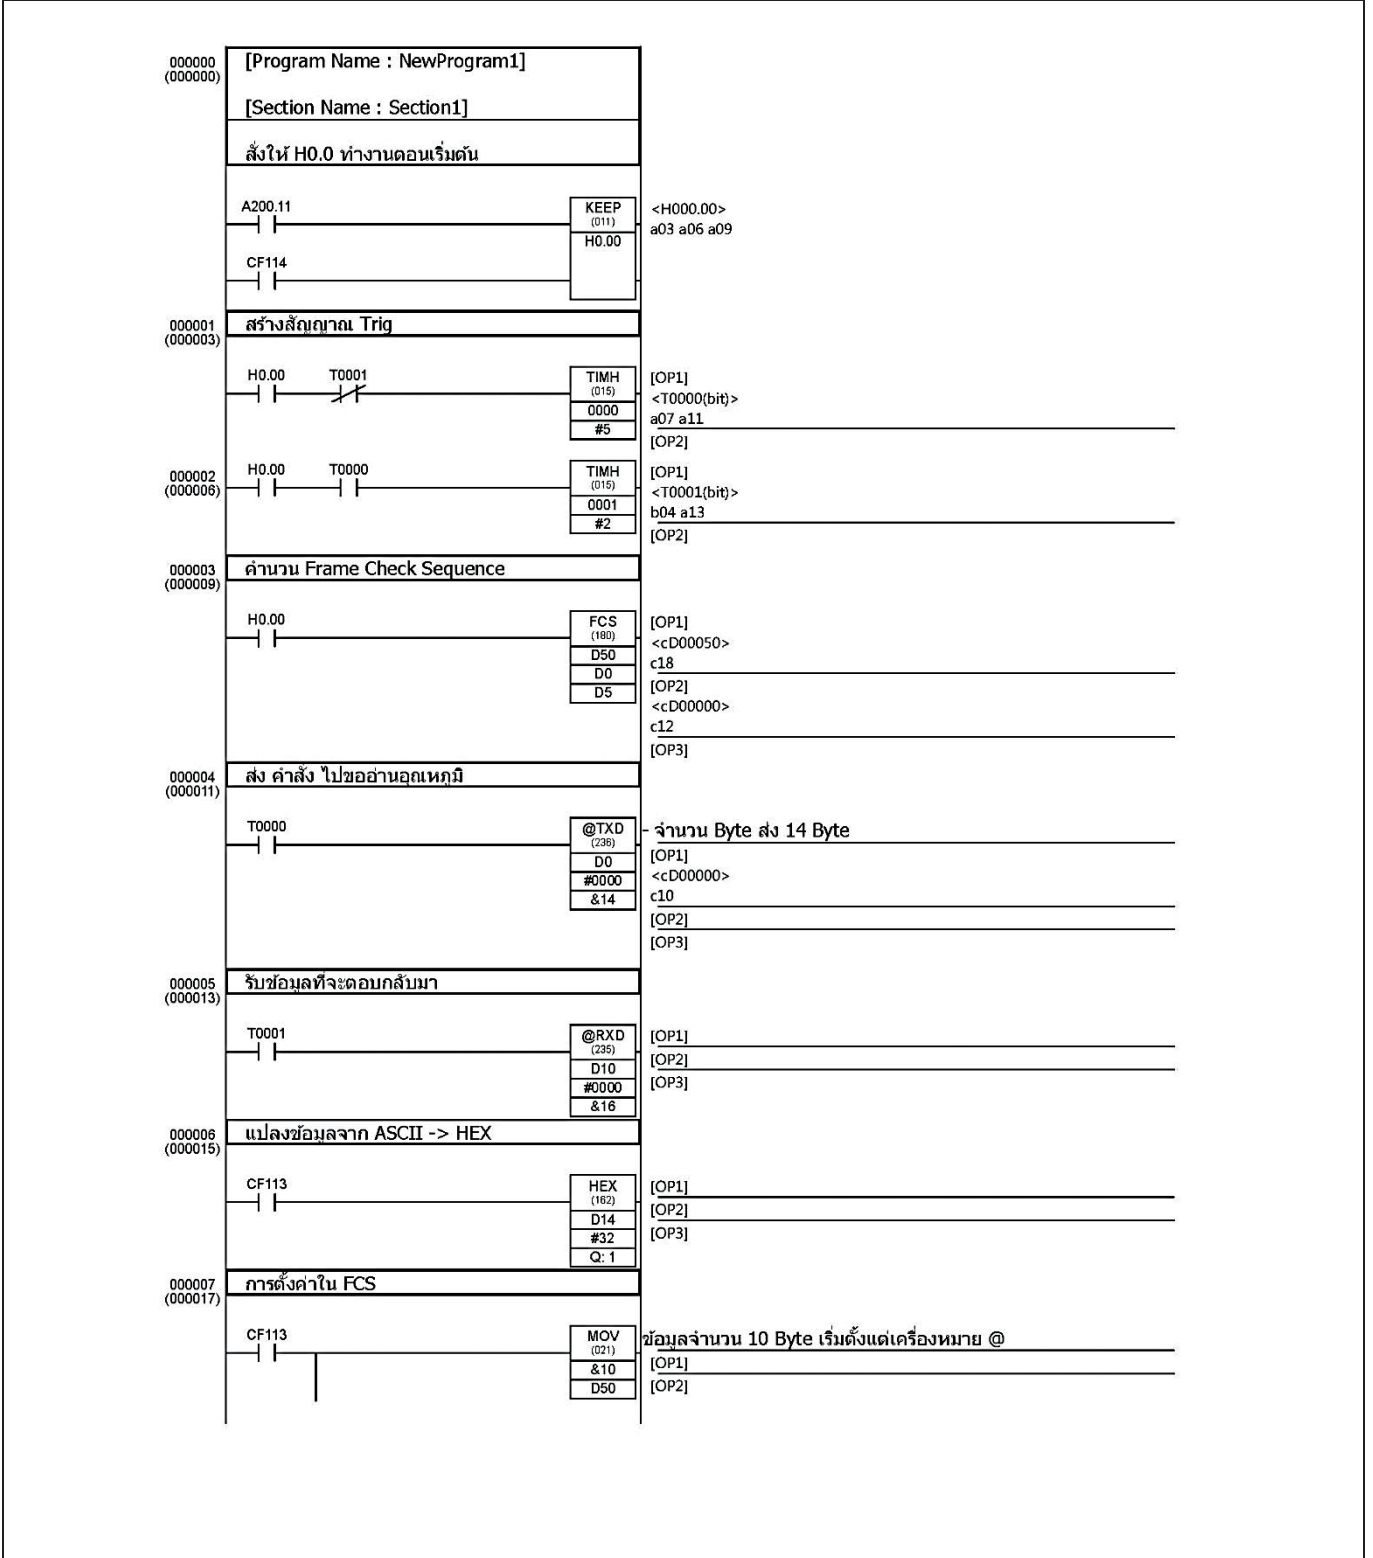 000000
(000000)
[Program Name : NewProgram1]
[Section Name : Section1]
สั่งให้ H0.0 ทำงานตอนเริ่มต้น
A200.11
KEEP
(011)
H0.00
<H000.00>
a03 a06 a09
CF114
000001
(000003)
สร้างสัญญาณ Trig
H0.00 T0001
TIMH
(015)
0000
#5
[OP1]
<T0000(bit)>
a07 a11
[OP2]
000002
(000006)
H0.00 T0000
TIMH
(015)
0001
#2
[OP1]
<T0001(bit)>
b04 a13
[OP2]
000003
(000009)
คำนวน Frame Check Sequence
H0.00
FCS
(180)
D50
D0
D5
[OP1]
<cD00050>
c18
[OP2]
<cD00000>
c12
[OP3]
000004
(000011)
ส่ง คำสั่ง ไปขออ่านอุณหภูมิ
T0000
@TXD
(236)
D0
#0000
&14
- จำนวน Byte ส่ง 14 Byte
[OP1]
<cD00000>
c10
[OP2]
[OP3]
000005
(000013)
รับข้อมูลที่จะตอบกลับมา
T0001
@RXD
(235)
D10
#0000
&16
[OP1]
[OP2]
[OP3]
000006
(000015)
แปลงข้อมูลจาก ASCII -> HEX
CF113
HEX
(162)
D14
#32
Q: 1
[OP1]
[OP2]
[OP3]
000007
(000017)
การตั้งค่าใน FCS
CF113
MOV
(021)
&10
D50
ข้อมูลจำนวน 10 Byte เริ่มตั้งแต่เครื่องหมาย @
[OP1]
[OP2]